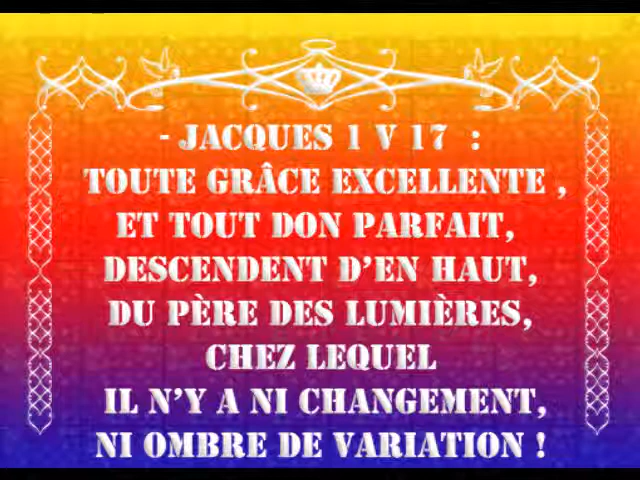 - JACQUES 1 V 17 :
TOUTE GRÂCE EXCELLENTE ,
ET TOUT DON PARFAIT,
DESCENDENT D'EN HAUT,
DU PÈRE DES LUMIÈRES,
CHEZ LEQUEL
IL N'Y A NI CHANGEMENT,
NI OMBRE DE VARIATION !